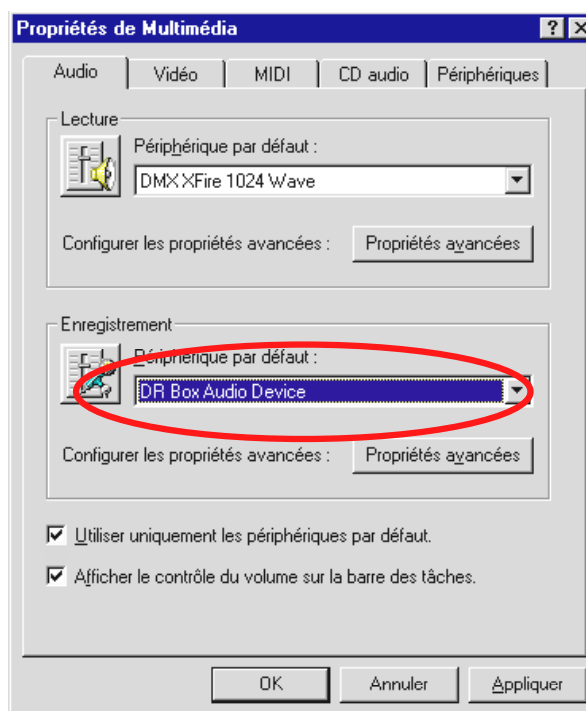 Propriétés de Multimédia
Audio Vidéo MIDI CD audio Périphériques
Lecture
Périphérique par défaut :
DMX XFire 1024 Wave
Configurer les propriétés avancées : Propriétés avancées
Enregistrement
Périphérique par défaut :
DR Box Audio Device
Configurer les propriétés avancées : Propriétés avancées
Utiliser uniquement les périphériques par défaut.
Afficher le contrôle du volume sur la barre des tâches.
OK Annuler Appliquer